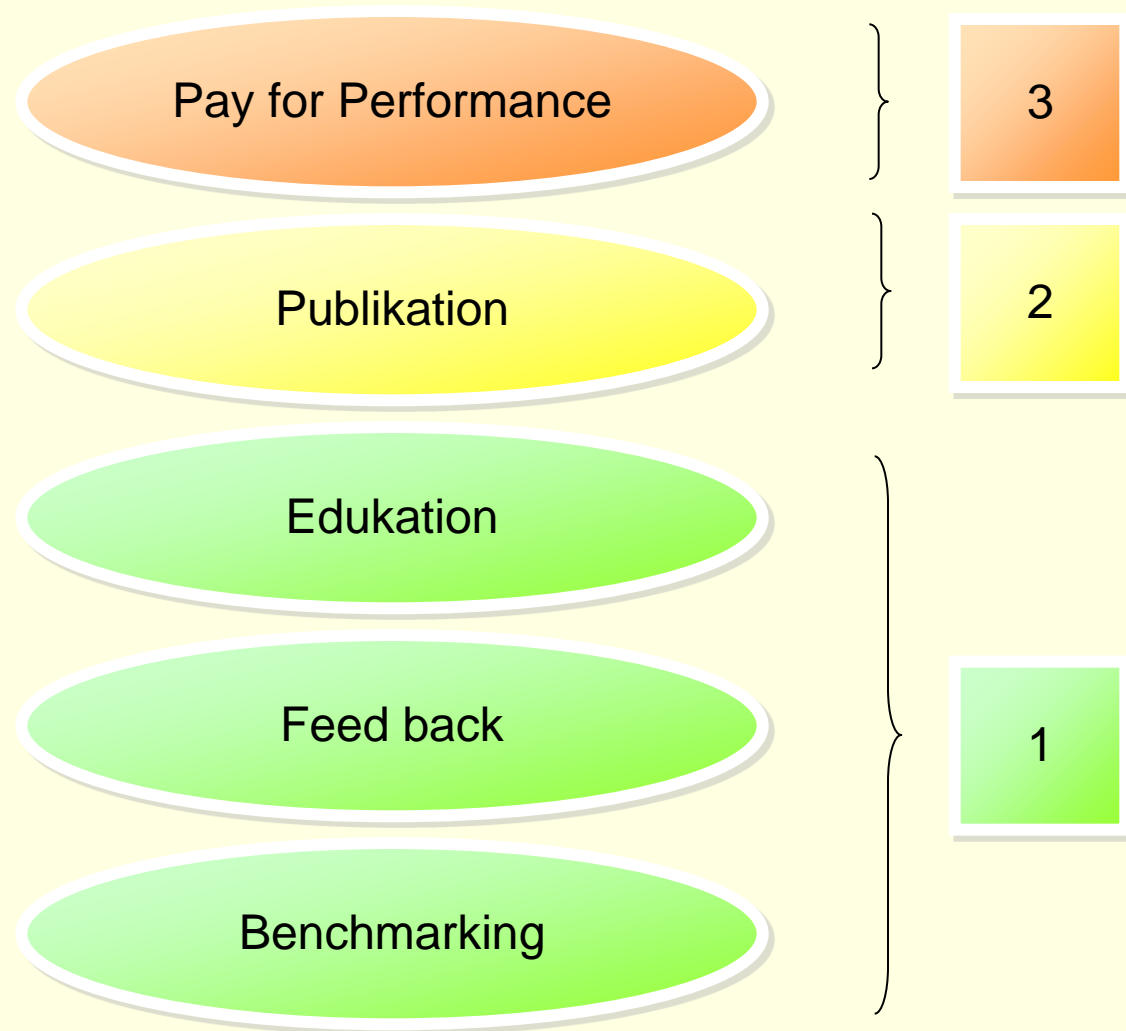 Pay for Performance
3
Publikation
2
Edukation
Feed back
1
Benchmarking